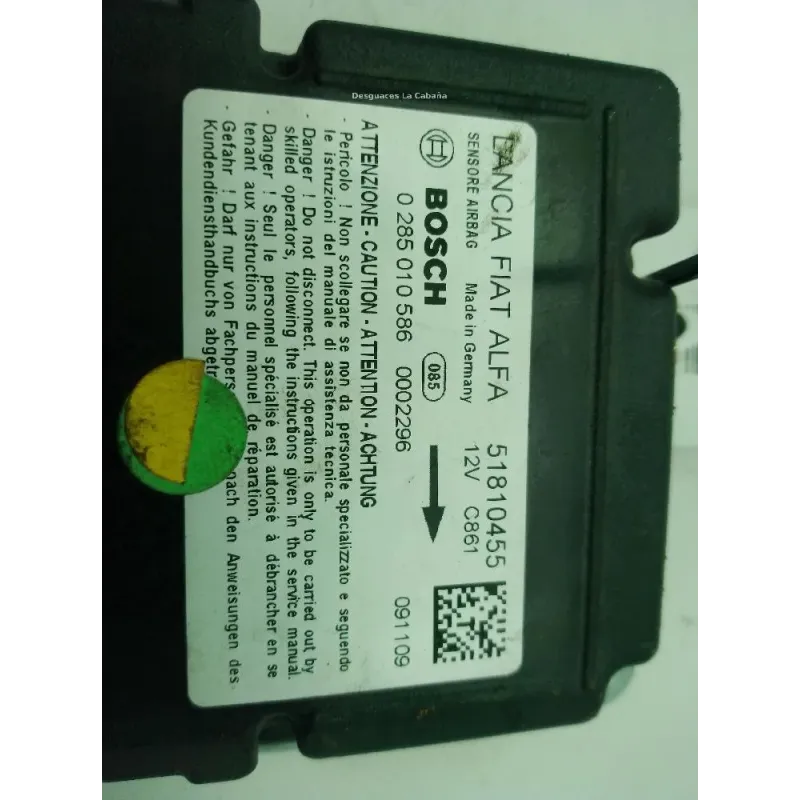 Desguaces La Cabaña
LANCIA FIAT ALFA 51810455
SENSORE AIRBAG Made in Germany 12V C861
BOSCH 085
0 285 010 586 0002296 091109
ATTENZIONE - CAUTION - ATTENTION - ACHTUNG
- Pericolo ! Non scollegare se non da personale specializzato e seguendo
le istruzioni del manuale di assistenza tecnica.
- Danger ! Do not disconnect. This operation is only to be carried out by
skilled operators, following the instructions given in the service manual.
- Danger ! Seul le personnel spécialisé est autorisé à débrancher en se
tenant aux instructions du manuel de réparation.
- Gefahr ! Darf nur von nach den Anweisungen des
Kundendiensthandbuchs